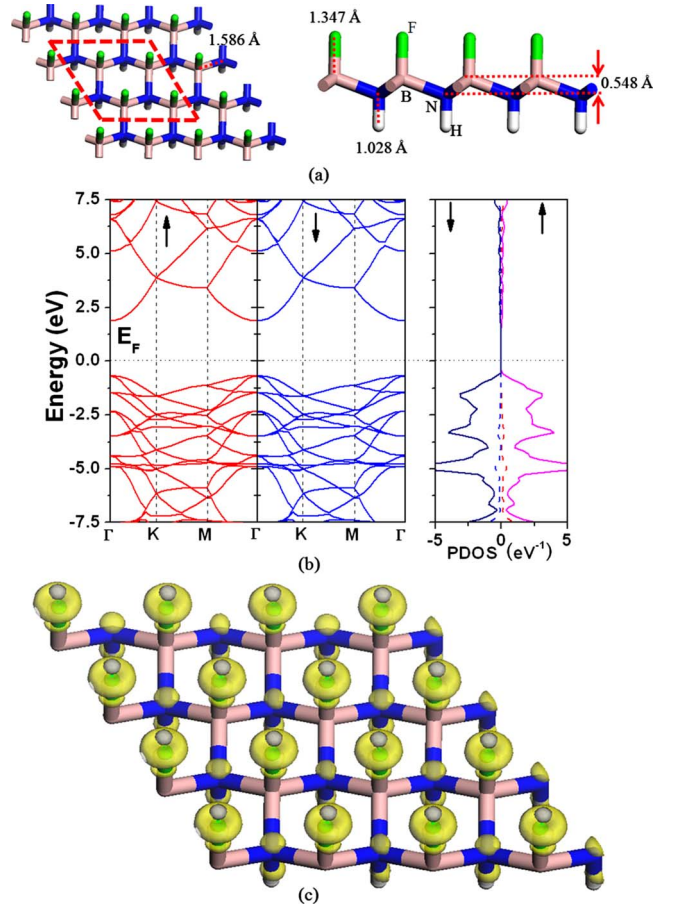 1.586 Å
1.347 Å
F
B
N
H
0.548 Å
1.028 Å
(a)
7.5
5.0
2.5
0.0
-2.5
-5.0
-7.5
Energy (eV)
E_F
Γ K M Γ K M Γ
-5 0 5
PDOS (eV⁻¹)
(b)
(c)